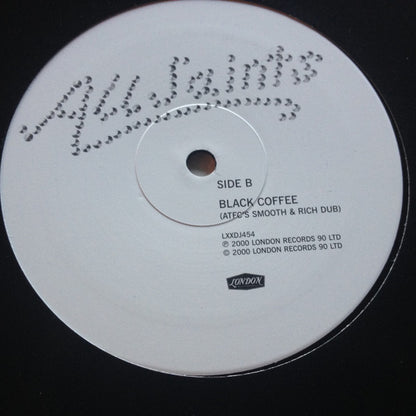 All Saints
SIDE B
BLACK COFFEE
(ATFC'S SMOOTH & RICH DUB)
LXXDJ454
℗ 2000 LONDON RECORDS 90 LTD
© 2000 LONDON RECORDS 90 LTD
LONDON